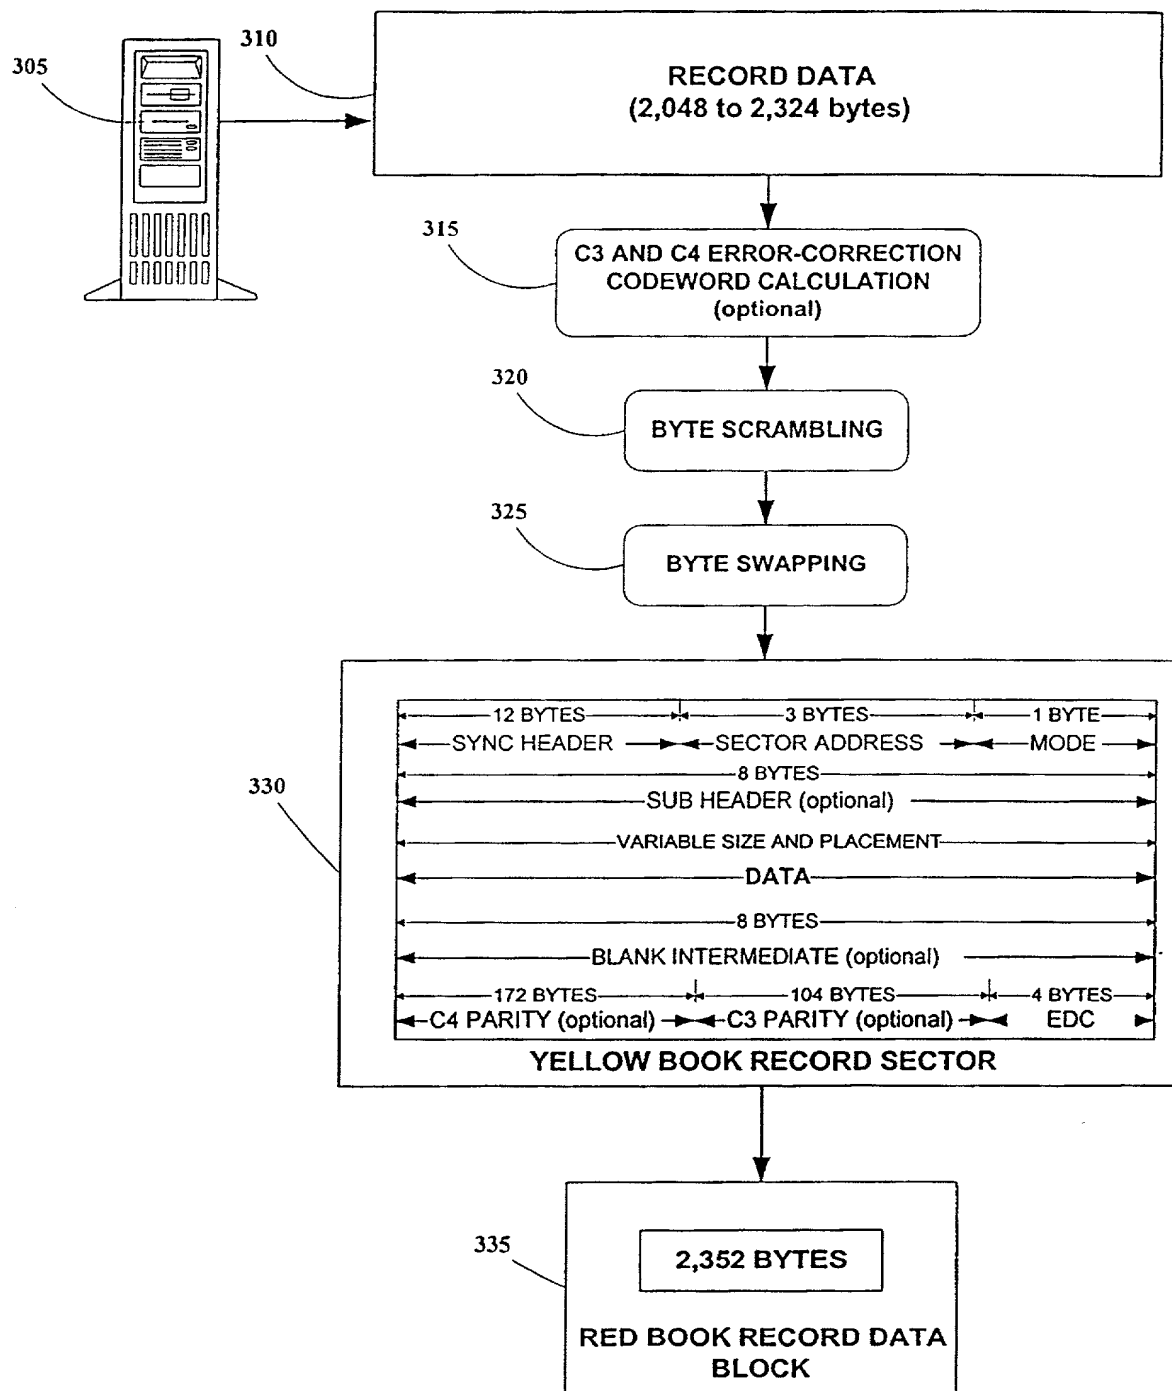 310
305
RECORD DATA
(2,048 to 2,324 bytes)
315
C3 AND C4 ERROR-CORRECTION
CODEWORD CALCULATION
(optional)
320
BYTE SCRAMBLING
325
BYTE SWAPPING
330
12 BYTES 3 BYTES 1 BYTE
SYNC HEADER SECTOR ADDRESS MODE
8 BYTES
SUB HEADER (optional)
VARIABLE SIZE AND PLACEMENT
DATA
8 BYTES
BLANK INTERMEDIATE (optional)
172 BYTES 104 BYTES 4 BYTES
C4 PARITY (optional) C3 PARITY (optional) EDC
YELLOW BOOK RECORD SECTOR
335
2,352 BYTES
RED BOOK RECORD DATA
BLOCK